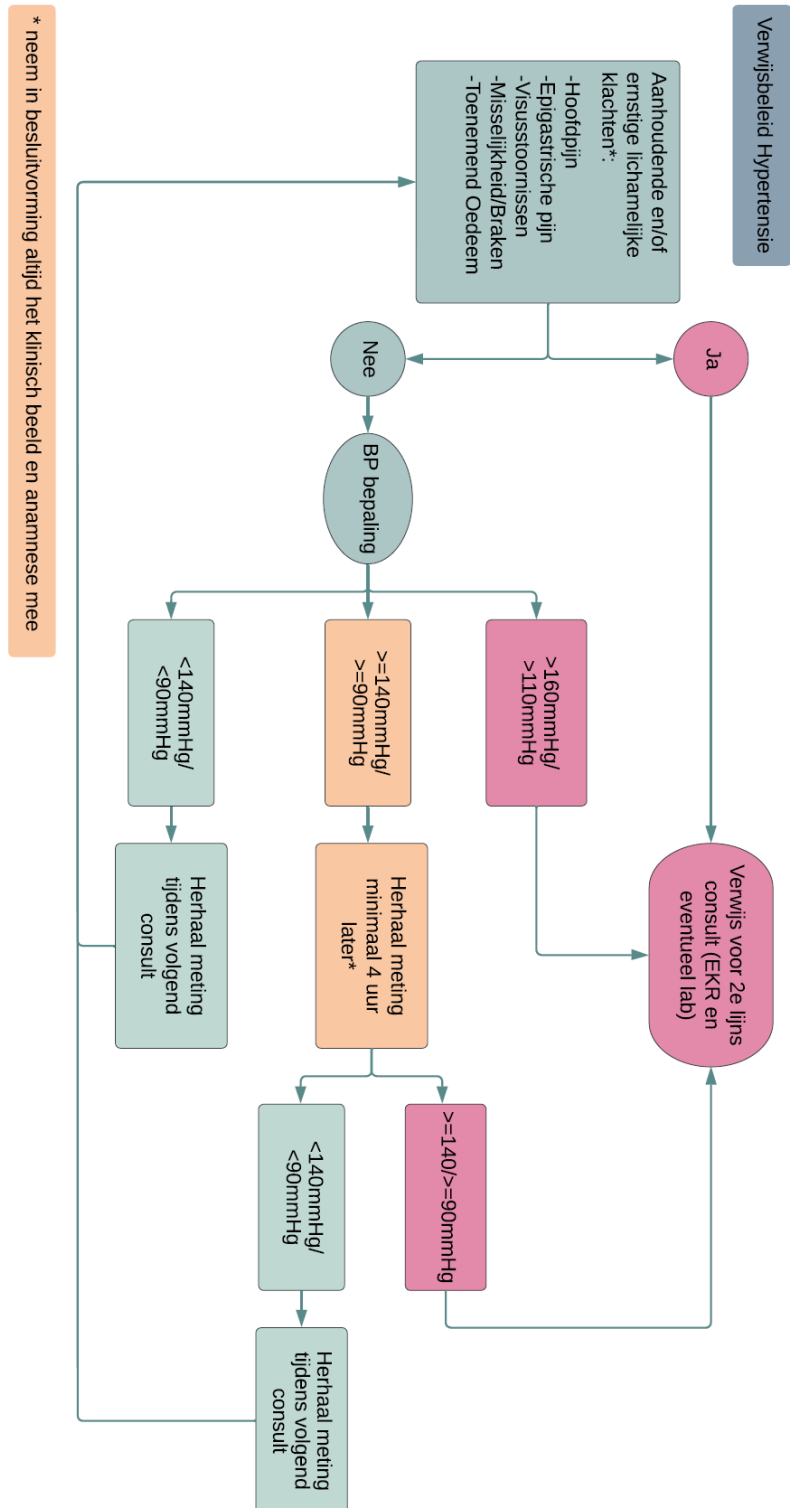 Verwijsbeleid Hypertensie
Aanhoudende en/of
ernstige lichamelijke
klachten*:
-Hoofdpijn
-Epigastrische pijn
-Visusstoornissen
-Misselijkheid/Braken
-Toenemend Oedeem
Ja
Nee
BP bepaling
>160mmHg/
>110mmHg
>=140mmHg/
>=90mmHg
<140mmHg/
<90mmHg
Verwijs voor 2e lijns
consult (EKR en
eventueel lab)
Herhaal meting
minimaal 4 uur
later*
Herhaal meting
tijdens volgend
consult
>=140/>=90mmHg
<140mmHg/
<90mmHg
Herhaal meting
tijdens volgend
consult
* neem in besluitvorming altijd het klinisch beeld en anamnese mee